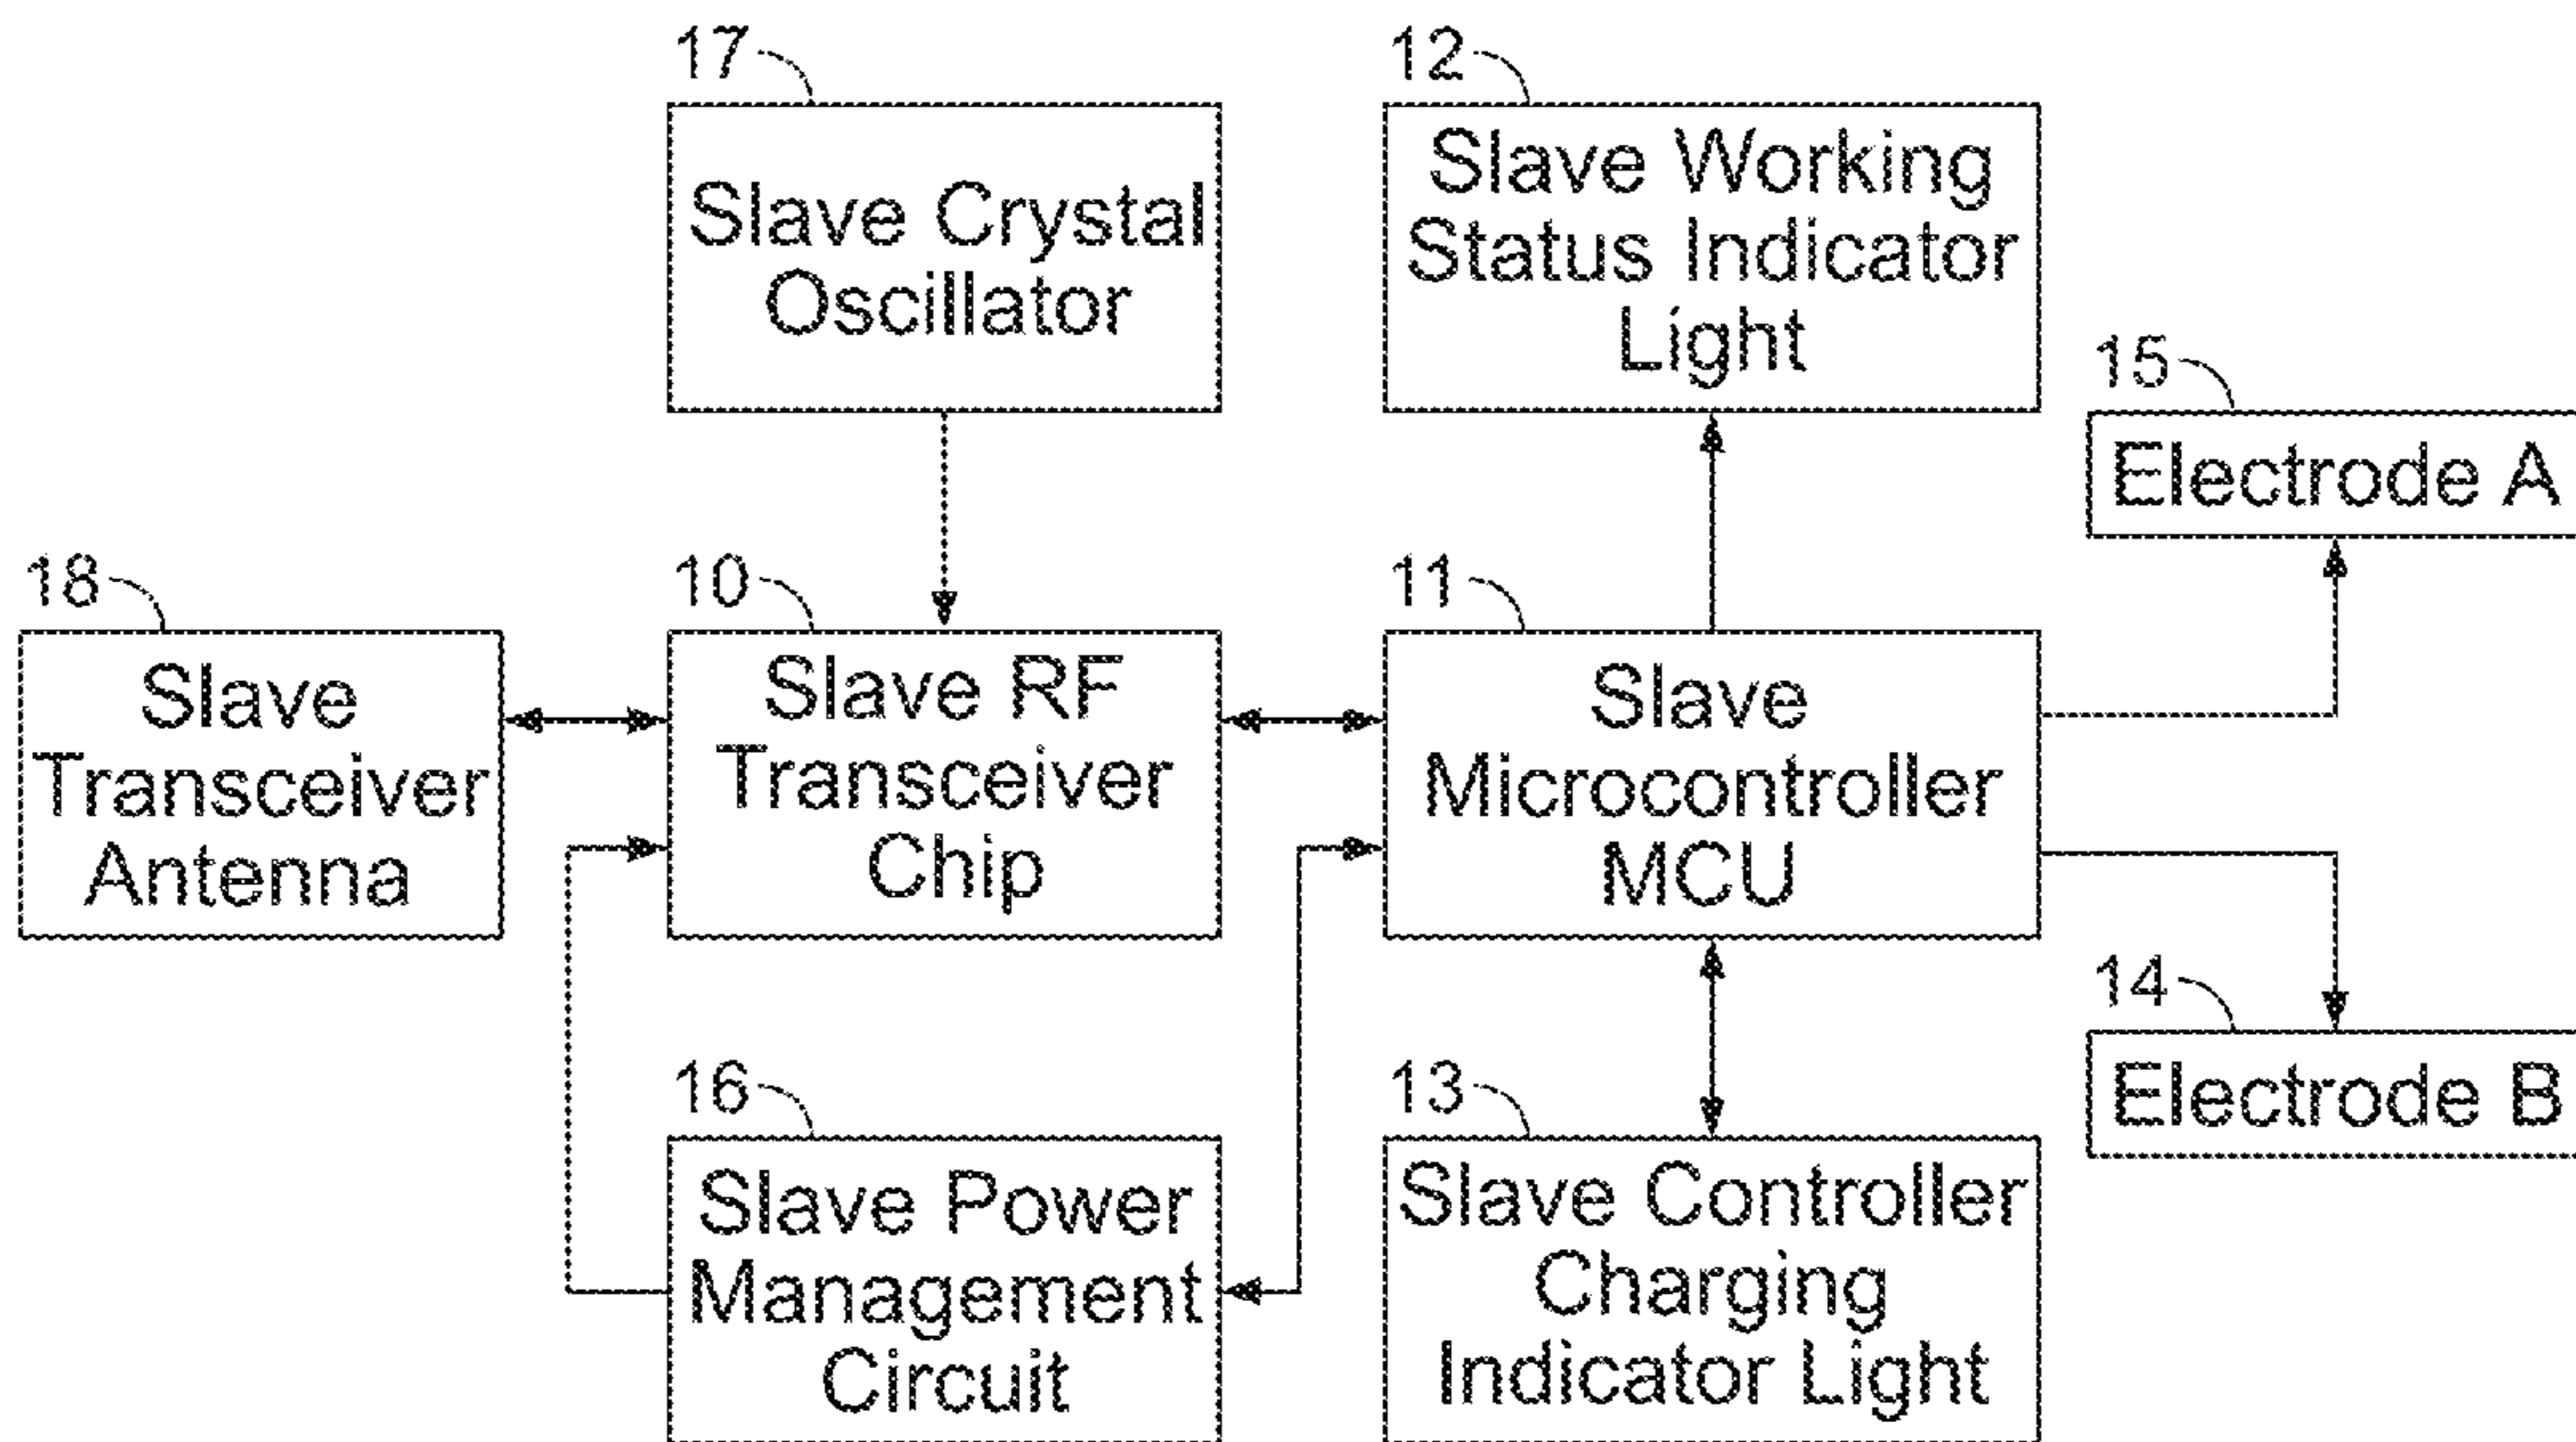 17
Slave Crystal
Oscillator
12
Slave Working
Status Indicator
Light
15
Electrode A
18
Slave
Transceiver
Antenna
10
Slave RF
Transceiver
Chip
11
Slave
Microcontroller
MCU
14
Electrode B
16
Slave Power
Management
Circuit
13
Slave Controller
Charging
Indicator Light